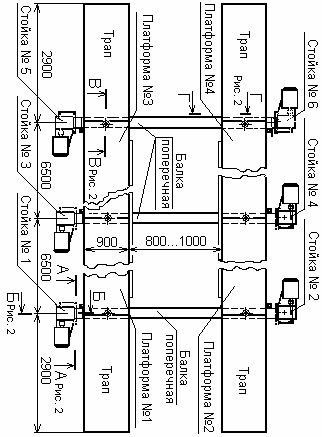 Стойка № 5
Стойка № 3
Стойка № 1
2900
6500
6500
2900
Б Рис. 2
Б
А
А Рис. 2
В
В Рис. 2
Трап
Платформа №3
Платформа №1
Трап
900
800...1000
Балка
поперечная
Балка
поперечная
Трап
Рис. 2
Г
Г
Платформа №4
Платформа №2
Трап
Стойка № 6
Стойка № 4
Стойка № 2